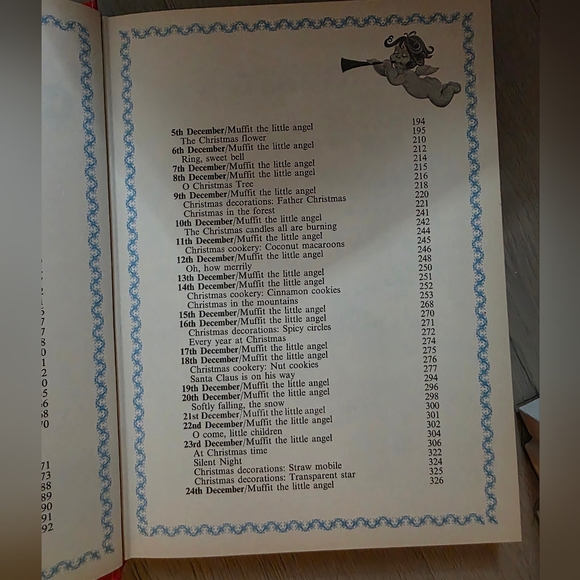 71
73
88
89
90
91
92
5th December/Muffit the little angel 194
The Christmas flower 195
6th December/Muffit the little angel 210
Ring, sweet bell 212
7th December/Muffit the little angel 214
8th December/Muffit the little angel 215
O Christmas Tree 216
9th December/Muffit the little angel 218
Christmas decorations: Father Christmas 220
Christmas in the forest 221
10th December/Muffit the little angel 241
The Christmas candles all are burning 242
11th December/Muffit the little angel 244
Christmas cookery: Coconut macaroons 245
12th December/Muffit the little angel 246
Oh, how merrily 248
13th December/Muffit the little angel 250
14th December/Muffit the little angel 251
Christmas cookery: Cinnamon cookies 252
Christmas in the mountains 253
15th December/Muffit the little angel 268
16th December/Muffit the little angel 270
Christmas decorations: Spicy circles 271
Every year at Christmas 272
17th December/Muffit the little angel 274
18th December/Muffit the little angel 275
Christmas cookery: Nut cookies 276
Santa Claus is on his way 277
19th December/Muffit the little angel 294
20th December/Muffit the little angel 296
Softly falling, the snow 298
21st December/Muffit the little angel 300
22nd December/Muffit the little angel 301
O come, little children 302
23rd December/Muffit the little angel 304
At Christmas time 306
Silent Night 322
Christmas decorations: Straw mobile 324
Christmas decorations: Transparent star 325
24th December/Muffit the little angel 326